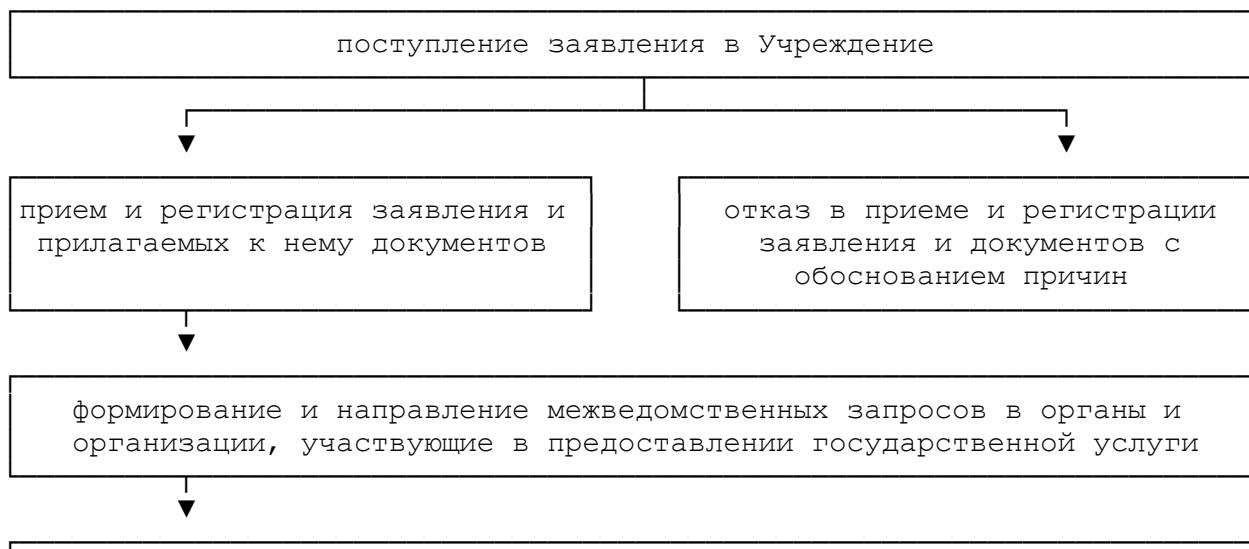 поступление заявления в Учреждение
прием и регистрация заявления и
прилагаемых к нему документов
отказ в приеме и регистрации
заявления и документов с
обоснованием причин
формирование и направление межведомственных запросов в органы и
организации, участвующие в предоставлении государственной услуги